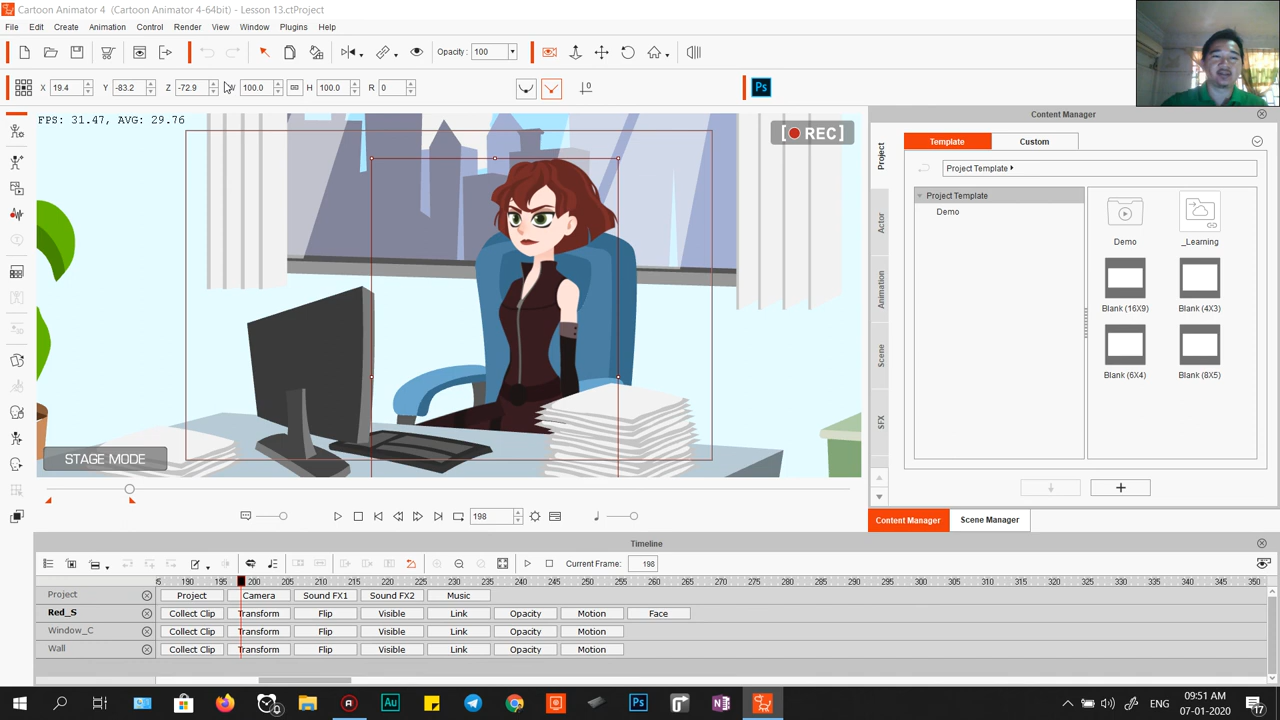 Cartoon Animator 4 (Cartoon Animator 4-64bit) - Lesson 13.ctProject
File Edit Create Animation Control Render View Window Plugins Help
Opacity : 100
X 19.4 Y -83.2 Z -72.9 W 100.0 H 100.0 R 0 Ps
FPS: 31.47, AVG: 29.76
[ REC ]
STAGE MODE
198
Content Manager
Template Custom
Project Template
Project Template
Demo
Demo _Learning
Blank (16X9) Blank (4X3)
Blank (6X4) Blank (8X5)
Project
Actor
Animation
Scene
SFX
Content Manager Scene Manager
Timeline
Current Frame: 198
190 195 200 205 210 215 220 225 230 235 240 245 250 255 260 265 270 275 280 285 290 295 300 305 310 315 320 325 330 335 340 345 350
Project Project Camera Sound FX1 Sound FX2 Music
Red_S Collect Clip Transform Flip Visible Link Opacity Motion Face
Window_C Collect Clip Transform Flip Visible Link Opacity Motion
Wall Collect Clip Transform Flip Visible Link Opacity Motion
Au Ps
ENG
09:51 AM
07-01-2020
17